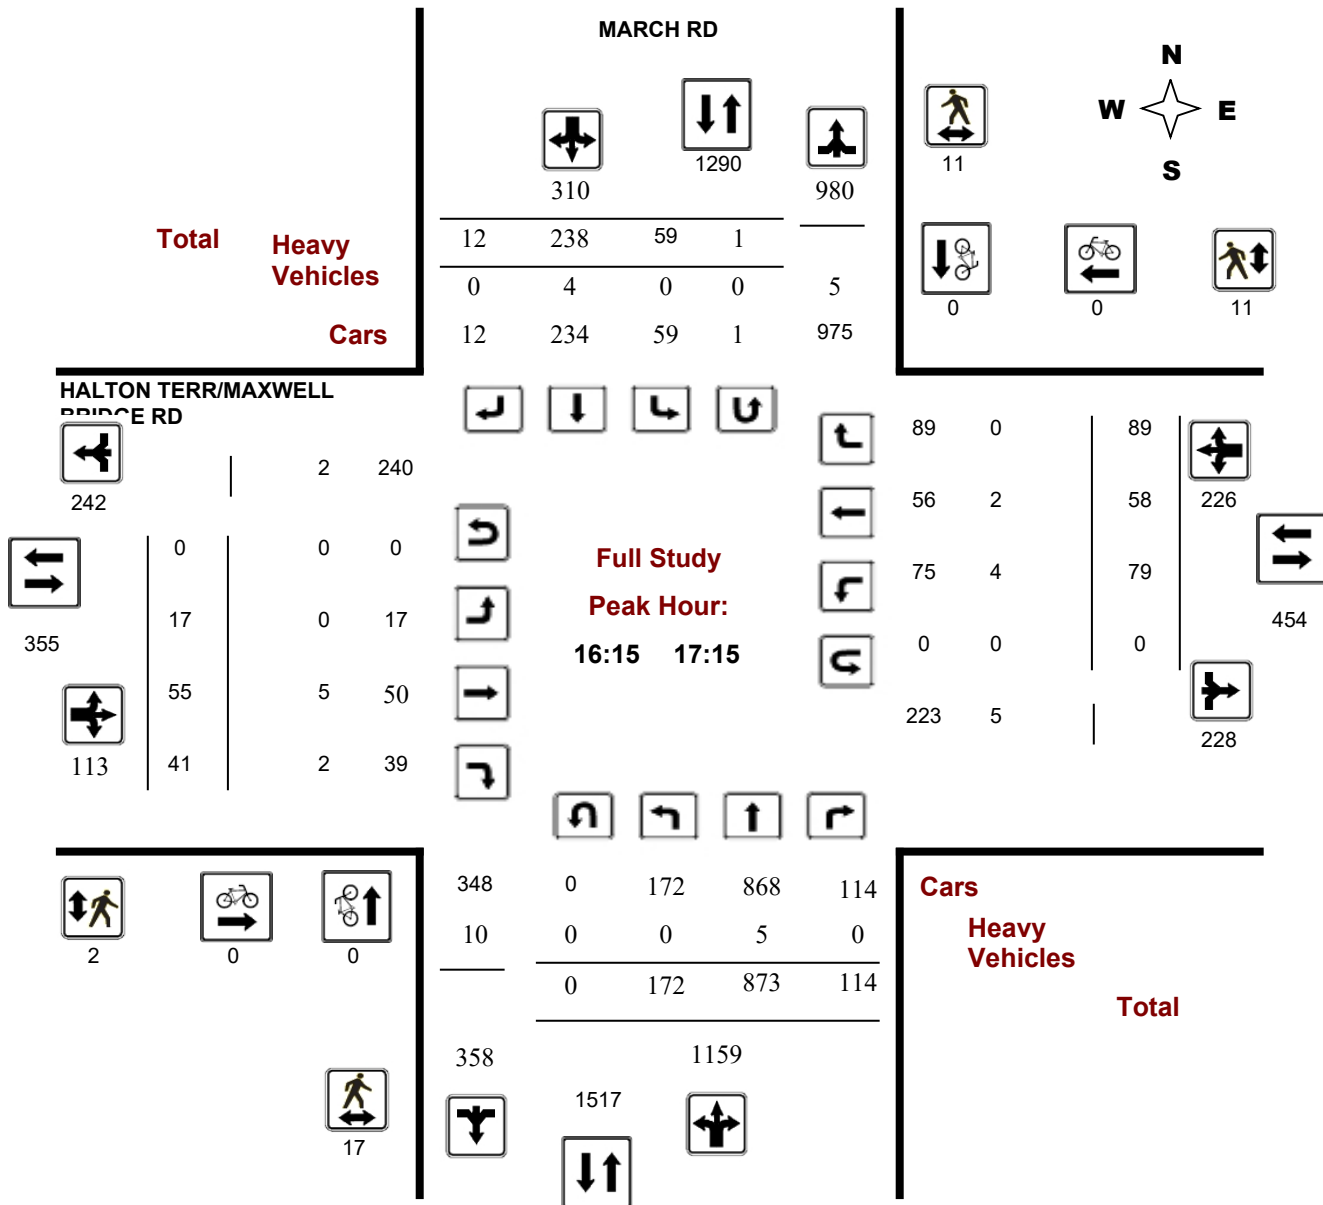 MARCH RD
N
W E
S
310
1290
980
11
Total
Heavy
Vehicles
Cars
12 238 59 1
0 4 0 0 5
12 234 59 1 975
0 0 11
HALTON TERR/MAXWELL
BRIDGE RD
242
2 240
0 0 0
17 0 17
355
55 5 50
113
41 2 39
Full Study
Peak Hour:
16:15 17:15
89 0 89
56 2 58
226
75 4 79
454
0 0 0
223 5
228
348 0 172 868 114
10 0 0 5 0
0 172 873 114
358
1159
1517
2 0 0
17
Cars
Heavy
Vehicles
Total